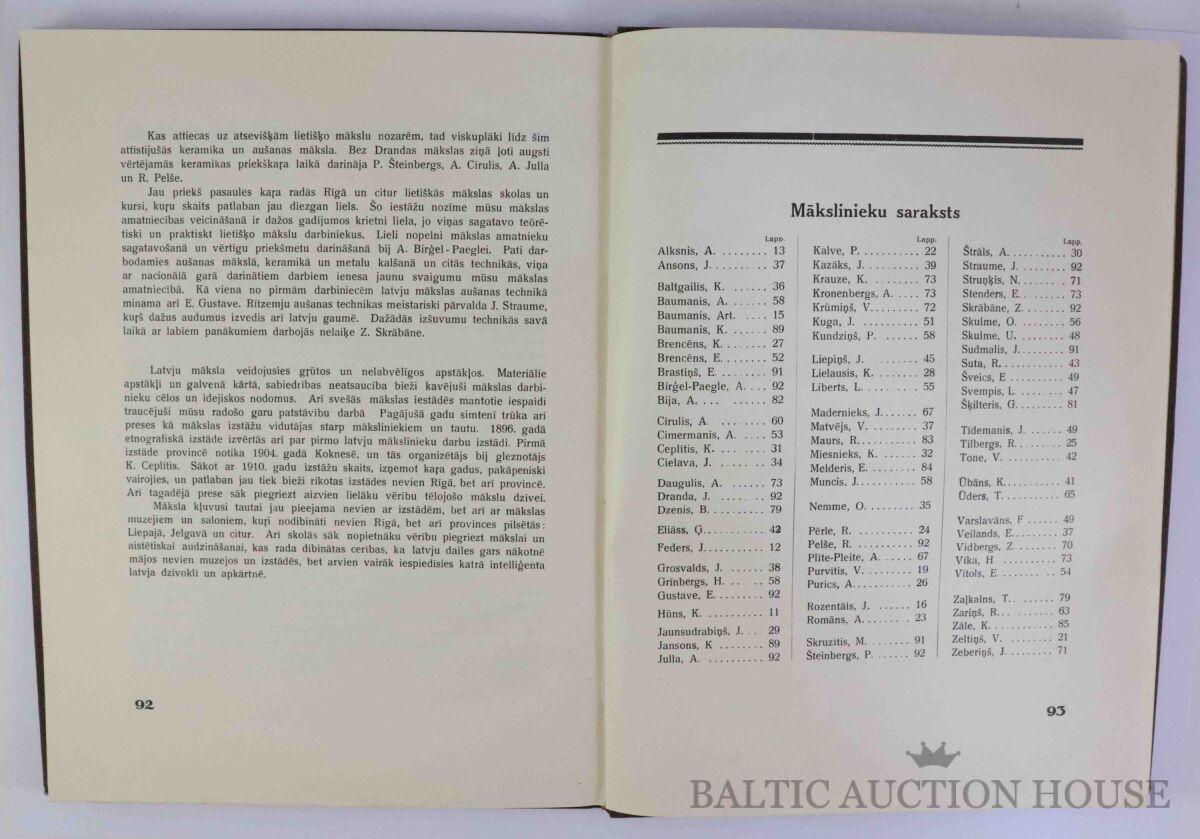 Kas attiecas uz atsevišķām lietišķo mākslu nozarēm, tad viskuplāki līdz šim
attīstījušās keramika un aušanas māksla. Bez Drandas mākslas ziņā ļoti augsti
vērtējamās keramikas priekškaŗa laikā darināja P. Šteinbergs, A. Cīrulis, A. Julla
un R. Pelše.
Jau priekš pasaules kaŗa radās Rīgā un citur lietišķās mākslas skolas un
kursi, kuŗu skaits patlaban jau diezgan liels. Šo iestāžu nozīme mūsu mākslas
amatniecības veicināšanā ir dažos gadījumos krietni liela, jo viņas sagatavo teōrē-
tiski un praktiski lietišķo mākslu darbiniekus. Lieli nopelni mākslas amatnieku
sagatavošanā un vērtīgu priekšmetu darināšanā bij A. Birģel-Paeglei. Pati dar-
bodamies aušanas mākslā, keramikā un metalu kalšanā un citās technikās, viņa
ar nacionālā garā darinātiem darbiem ienesa jaunu svaigumu mūsu mākslas
amatniecībā. Kā viena no pirmām darbiniecēm latvju mākslas aušanas technikā
minama arī E. Gustave. Rītzemju aušanas technikas meistariski pārvalda J. Straume,
kuŗš dažus audumus izvedis arī latvju gaumē. Dažādās izšuvumu technikās savā
laikā ar labiem panākumiem darbojās nelaiķe Z. Skrābāne.
Latvju māksla veidojusies grūtos un nelabvēlīgos apstākļos. Materiālie
apstākļi un galvenā kārtā, sabiedrības neatsaucība bieži kavējuši mākslas darbi-
nieku cēlos un idejiskos nodomus. Arī svešās mākslas iestādēs mantotie iespaidi
traucējuši mūsu radošo garu patstāvībų darbā Pagājušā gadu simtenī trūka arī
preses kā mākslas izstāžu vidutājas starp māksliniekiem un tautu. 1896. gadā
etnografiskā izstāde izvērtās arī par pirmo latvju mākslinieku darbu izstādi. Pirmā
izstāde provincē notika 1904. gadā Koknesē, un tās organizētājs bij gleznotājs
K. Ceplītis. Sākot ar 1910. gadu izstāžu skaits, izņemot kaŗa gadus, pakāpeniski
vairojies, un patlaban jau tiek bieži rīkotas izstādes nevien Rīgā, bet arī provincē.
Arī tagadējā prese sāk piegriezt aizvien lielāku vērību tēlojošo mākslu dzīvei.
Māksla kļuvusi tautai jau pieejama nevien ar izstādēm, bet arī ar mākslas
muzejiem un saloniem, kuŗi nodibināti nevien Rīgā, bet arī provinces pilsētās:
Liepajā, Jelgavā un citur. Arī skolās sāk nopietnāku vērību piegriezt mākslai un
aistētiskai audzināšanai, kas rada dibinātas cerības, ka latvju dailes gars nākotnē
mājos nevien muzejos un izstādēs, bet arvien vairāk iespiedīsies katrā intelliģenta
latvja dzīvoklī un apkārtnē.
92
Mākslinieku saraksts
Lapp.
Alksnis, A. ......... 13
Ansons, J. ......... 37
Baltgailis, K. ...... 36
Baumanis, A. ...... 58
Baumanis, Art. .... 15
Baumanis, K. ...... 89
Brencēns, K. ...... 27
Brencēns, E. ...... 52
Brastiņš, E. ....... 91
Birģel-Paegle, A. ... 92
Bija, A. ......... 82
Cīrulis, A. ........ 60
Cimermanis, A. .... 53
Ceplītis, K. ....... 31
Cielava, J. ........ 34
Daugulis, A. ...... 73
Dranda, J. ........ 92
Dzenis, B. ........ 79
Eliāss, Ģ. ......... 42
Feders, J. ......... 12
Grosvalds, J. ...... 38
Grīnbergs, H. ..... 58
Gustave, E. ....... 92
Hūns, K. ......... 11
Jaunsudrabiņš, J. ... 29
Jansons, K ........ 89
Julla, A. .......... 92
Lapp.
Kalve, P. .......... 22
Kazāks, J. ......... 39
Krauze, K. ........ 73
Kronenbergs, A. .... 73
Krūmiņš, V. ....... 72
Kuga, J. .......... 51
Kundziņš, P. ...... 58
Liepiņš, J. ........ 45
Lielausis, K. ....... 28
Liberts, L. ........ 55
Madernieks, J. ..... 67
Matvējs, V. ....... 37
Maurs, R. ......... 83
Miesnieks, K. ...... 32
Melderis, E. ....... 84
Muncis, J. ........ 58
Nemme, O. ....... 35
Pērle, R. ......... 24
Pelše, R. ......... 92
Plīte-Pleite, A. ..... 67
Purvītis, V. ....... 19
Purics, A. ......... 26
Rozentāls, J. ...... 16
Romāns, A. ....... 23
Skruzītis, M. ....... 91
Šteinbergs, P. ...... 92
Lapp.
Štrāls, A. .......... 30
Straume, J. ........ 92
Struņķis, N. ....... 71
Stenders, E. ....... 73
Skrābāne, Z. ....... 92
Skulme, O. ........ 56
Skulme, U. ........ 48
Sudmalis, J. ........ 91
Suta, R. .......... 43
Šveics, E ......... 49
Švempis, L. ....... 47
Šķilteris, G. ........ 81
Tīdemanis, J. ...... 49
Tilbergs, R. ....... 25
Tone, V. ......... 42
Ūbāns, K. ......... 41
Ūders, T. ......... 65
Varslavāns, F ...... 49
Veilands, E. ....... 37
Vidbergs, Z. ....... 70
Vīka, H .......... 73
Vītols, E. ......... 54
Zaļkalns, T. ....... 79
Zariņš, R. ......... 63
Zāle, K. .......... 85
Zeltiņš, V. ........ 21
Zeberiņš, J. ........ 71
93
BALTIC AUCTION HOUSE